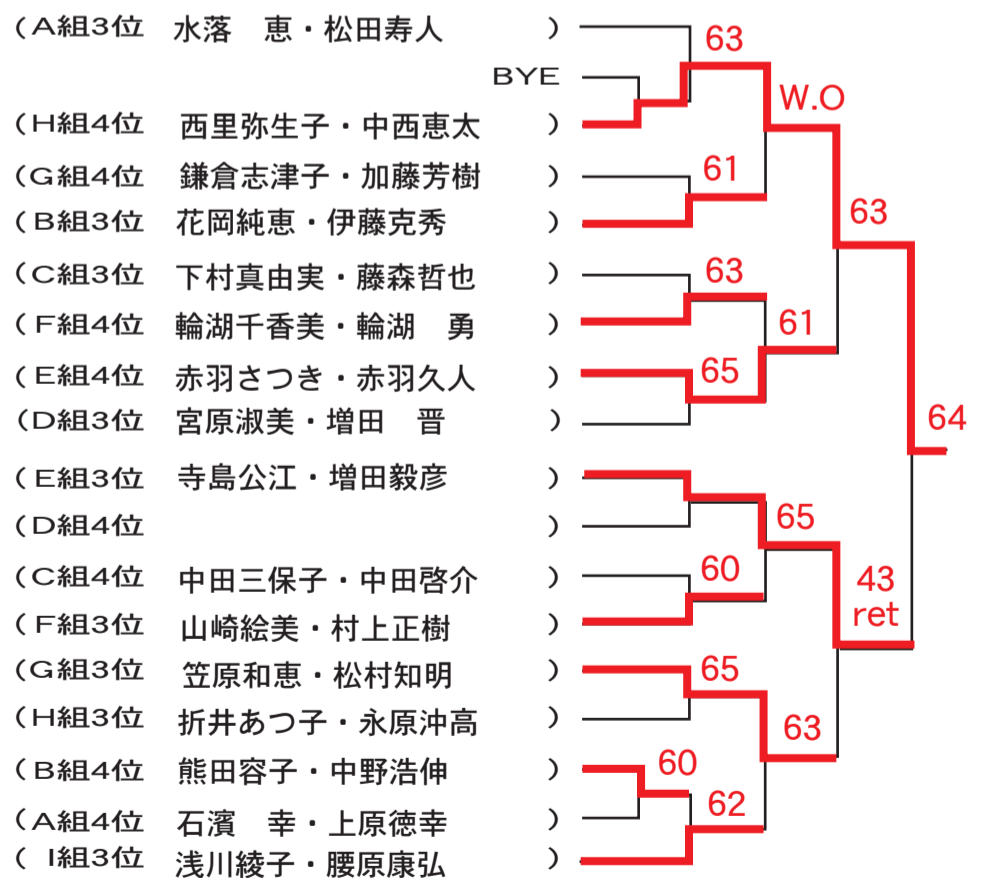 (A組3位 水落 恵・松田寿人 )
63
BYE
W.O
(H組4位 西里弥生子・中西恵太 )
(G組4位 鎌倉志津子・加藤芳樹 )
61
(B組3位 花岡純恵・伊藤克秀 )
63
(C組3位 下村真由実・藤森哲也 )
63
(F組4位 輪湖千香美・輪湖 勇 )
61
(E組4位 赤羽さつき・赤羽久人 )
65
(D組3位 宮原淑美・増田 晋 )
64
(E組3位 寺島公江・増田毅彦 )
(D組4位 )
65
(C組4位 中田三保子・中田啓介 )
60
43
ret
(F組3位 山崎絵美・村上正樹 )
(G組3位 笠原和恵・松村知明 )
65
(H組3位 折井あつ子・永原沖高 )
63
(B組4位 熊田容子・中野浩伸 )
60
(A組4位 石濱 幸・上原徳幸 )
62
( I組3位 浅川綾子・腰原康弘 )